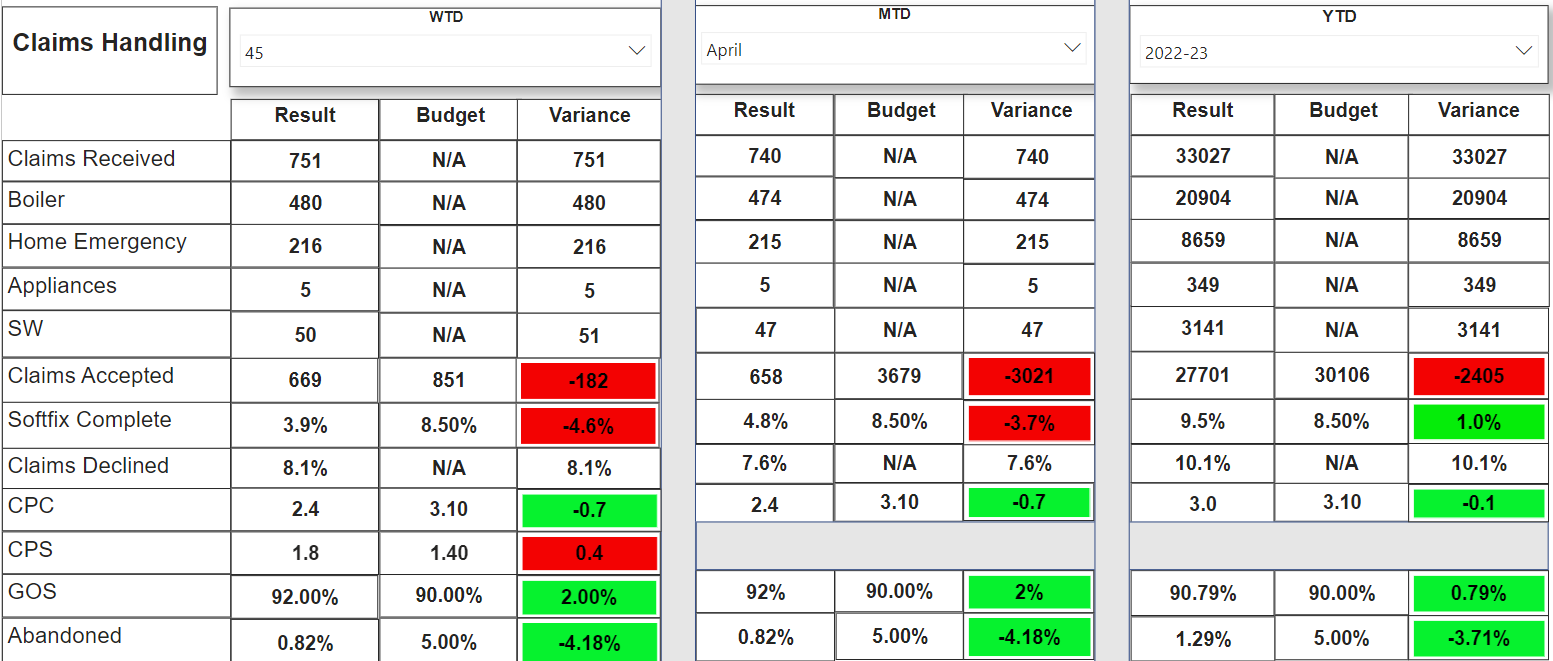 Claims Handling WTD MTD YTD
45 April 2022-23
Result Budget Variance Result Budget Variance Result Budget Variance
Claims Received 751 N/A 751 740 N/A 740 33027 N/A 33027
Boiler 480 N/A 480 474 N/A 474 20904 N/A 20904
Home Emergency 216 N/A 216 215 N/A 215 8659 N/A 8659
Appliances 5 N/A 5 5 N/A 5 349 N/A 349
SW 50 N/A 51 47 N/A 47 3141 N/A 3141
Claims Accepted 669 851 -182 658 3679 -3021 27701 30106 -2405
Softfix Complete 3.9% 8.50% -4.6% 4.8% 8.50% -3.7% 9.5% 8.50% 1.0%
Claims Declined 8.1% N/A 8.1% 7.6% N/A 7.6% 10.1% N/A 10.1%
CPC 2.4 3.10 -0.7 2.4 3.10 -0.7 3.0 3.10 -0.1
CPS 1.8 1.40 0.4
GOS 92.00% 90.00% 2.00% 92% 90.00% 2% 90.79% 90.00% 0.79%
Abandoned 0.82% 5.00% -4.18% 0.82% 5.00% -4.18% 1.29% 5.00% -3.71%